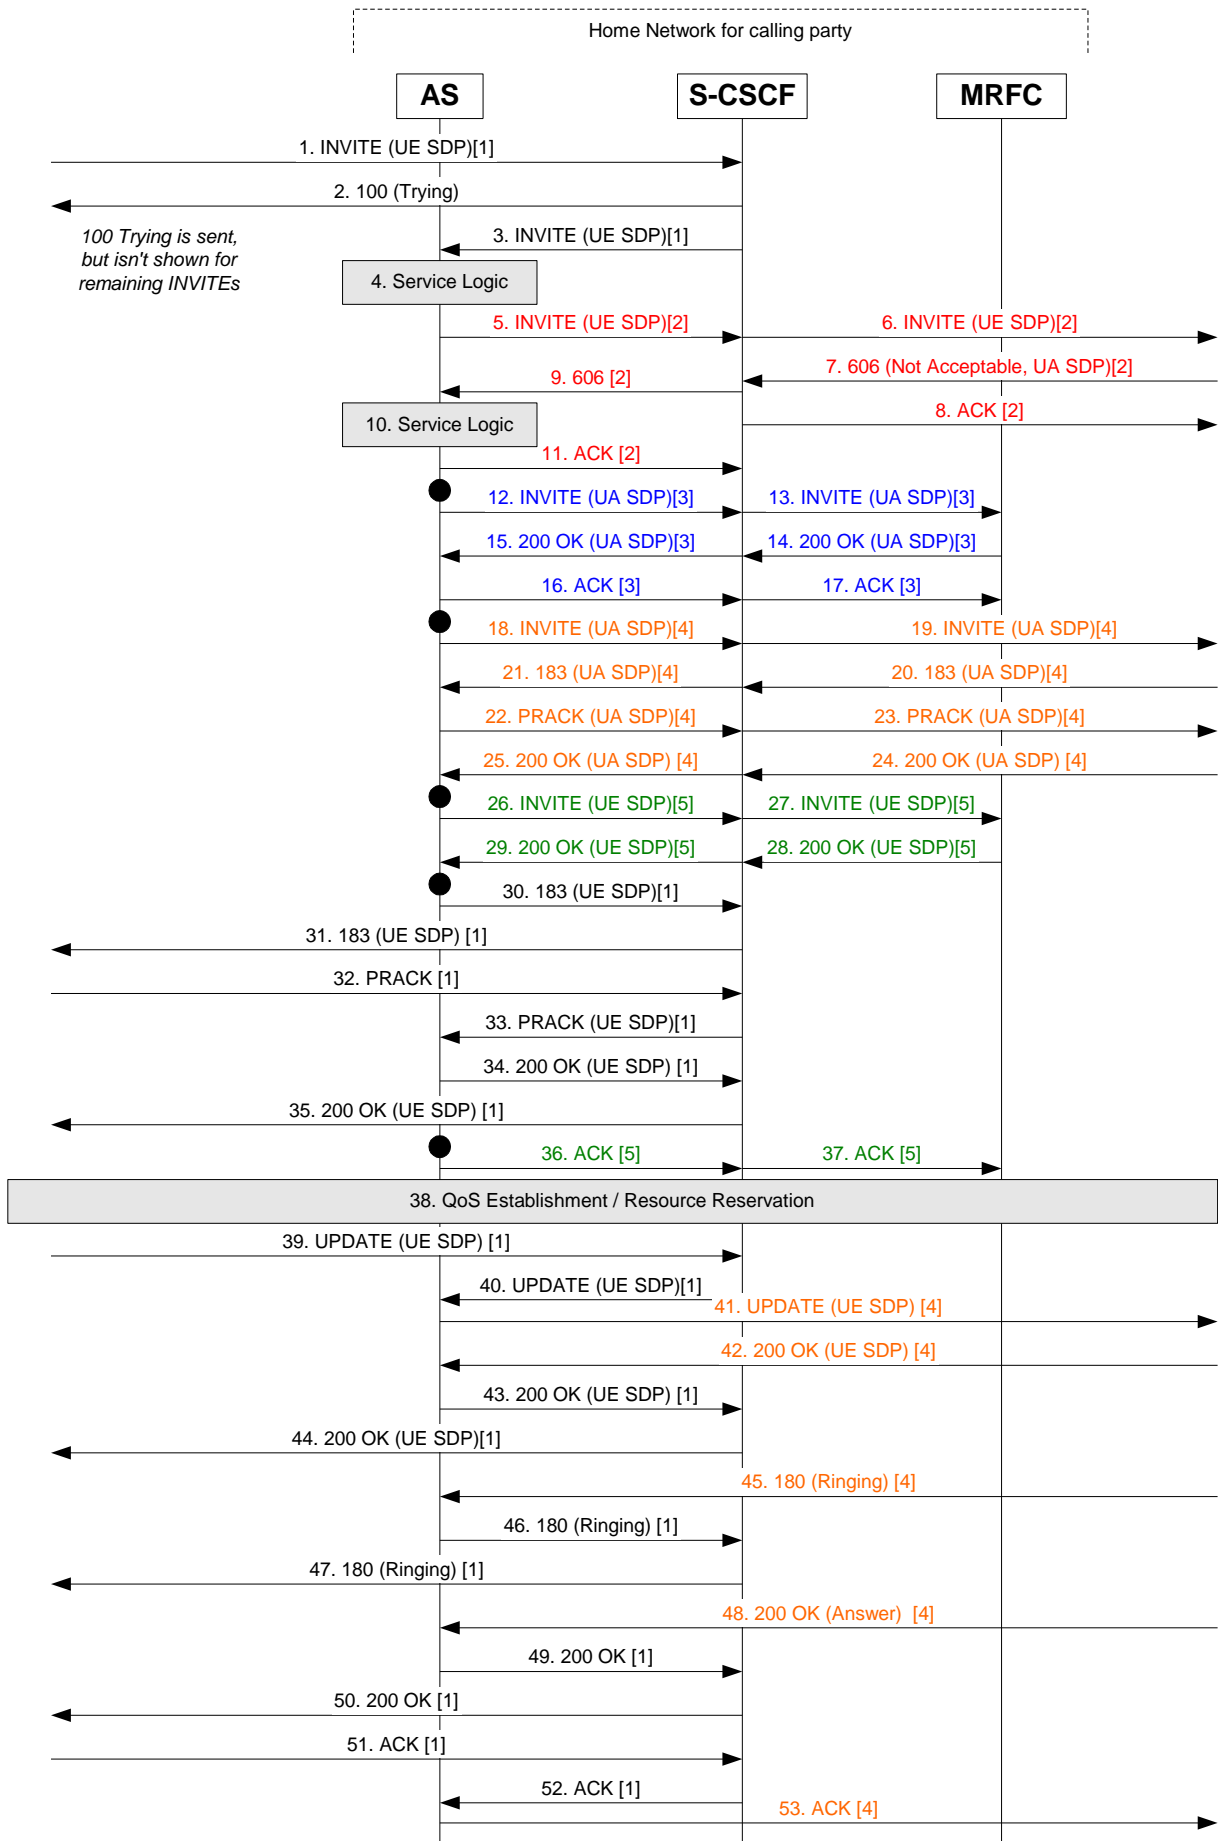 Home Network for calling party
AS
S-CSCF
MRFC
1. INVITE (UE SDP)[1]
2. 100 (Trying)
100 Trying is sent,
but isn't shown for
remaining INVITEs
3. INVITE (UE SDP)[1]
4. Service Logic
5. INVITE (UE SDP)[2]
6. INVITE (UE SDP)[2]
7. 606 (Not Acceptable, UA SDP)[2]
9. 606 [2]
8. ACK [2]
10. Service Logic
11. ACK [2]
12. INVITE (UA SDP)[3]
13. INVITE (UA SDP)[3]
15. 200 OK (UA SDP)[3]
14. 200 OK (UA SDP)[3]
16. ACK [3]
17. ACK [3]
18. INVITE (UA SDP)[4]
19. INVITE (UA SDP)[4]
21. 183 (UA SDP)[4]
20. 183 (UA SDP)[4]
22. PRACK (UA SDP)[4]
23. PRACK (UA SDP)[4]
25. 200 OK (UA SDP) [4]
24. 200 OK (UA SDP) [4]
26. INVITE (UE SDP)[5]
27. INVITE (UE SDP)[5]
29. 200 OK (UE SDP)[5]
28. 200 OK (UE SDP)[5]
30. 183 (UE SDP)[1]
31. 183 (UE SDP) [1]
32. PRACK [1]
33. PRACK (UE SDP)[1]
34. 200 OK (UE SDP) [1]
35. 200 OK (UE SDP) [1]
36. ACK [5]
37. ACK [5]
38. QoS Establishment / Resource Reservation
39. UPDATE (UE SDP) [1]
40. UPDATE (UE SDP)[1]
41. UPDATE (UE SDP) [4]
42. 200 OK (UE SDP) [4]
43. 200 OK (UE SDP) [1]
44. 200 OK (UE SDP)[1]
45. 180 (Ringing) [4]
46. 180 (Ringing) [1]
47. 180 (Ringing) [1]
48. 200 OK (Answer) [4]
49. 200 OK [1]
50. 200 OK [1]
51. ACK [1]
52. ACK [1]
53. ACK [4]